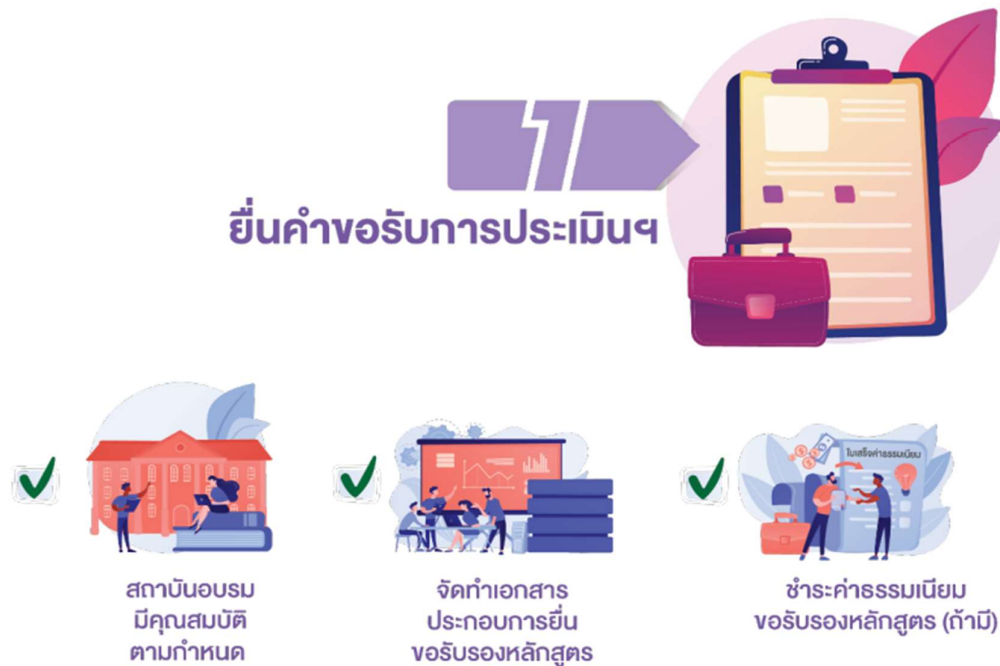 1
ยื่นคำขอรับการประเมินฯ
ใบเสร็จค่าธรรมเนียม
สถาบันอบรม
มีคุณสมบัติ
ตามกำหนด
จัดทำเอกสาร
ประกอบการยื่น
ขอรับรองหลักสูตร
ชำระค่าธรรมเนียม
ขอรับรองหลักสูตร (ถ้ามี)